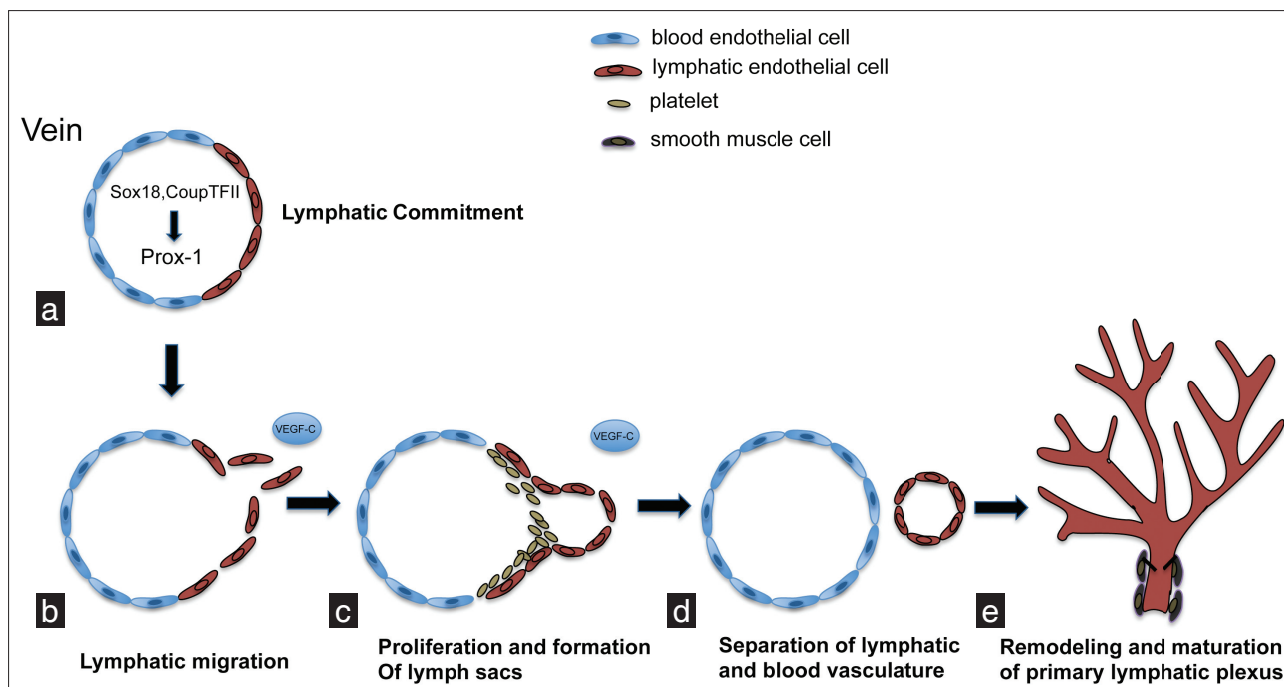 blood endothelial cell
lymphatic endothelial cell
platelet
smooth muscle cell
Vein
Sox18,CoupTFII
Prox-1
Lymphatic Commitment
a
VEGF-C
VEGF-C
b
c
d
e
Lymphatic migration
Proliferation and formation
Of lymph sacs
Separation of lymphatic
and blood vasculature
Remodeling and maturation
of primary lymphatic plexus